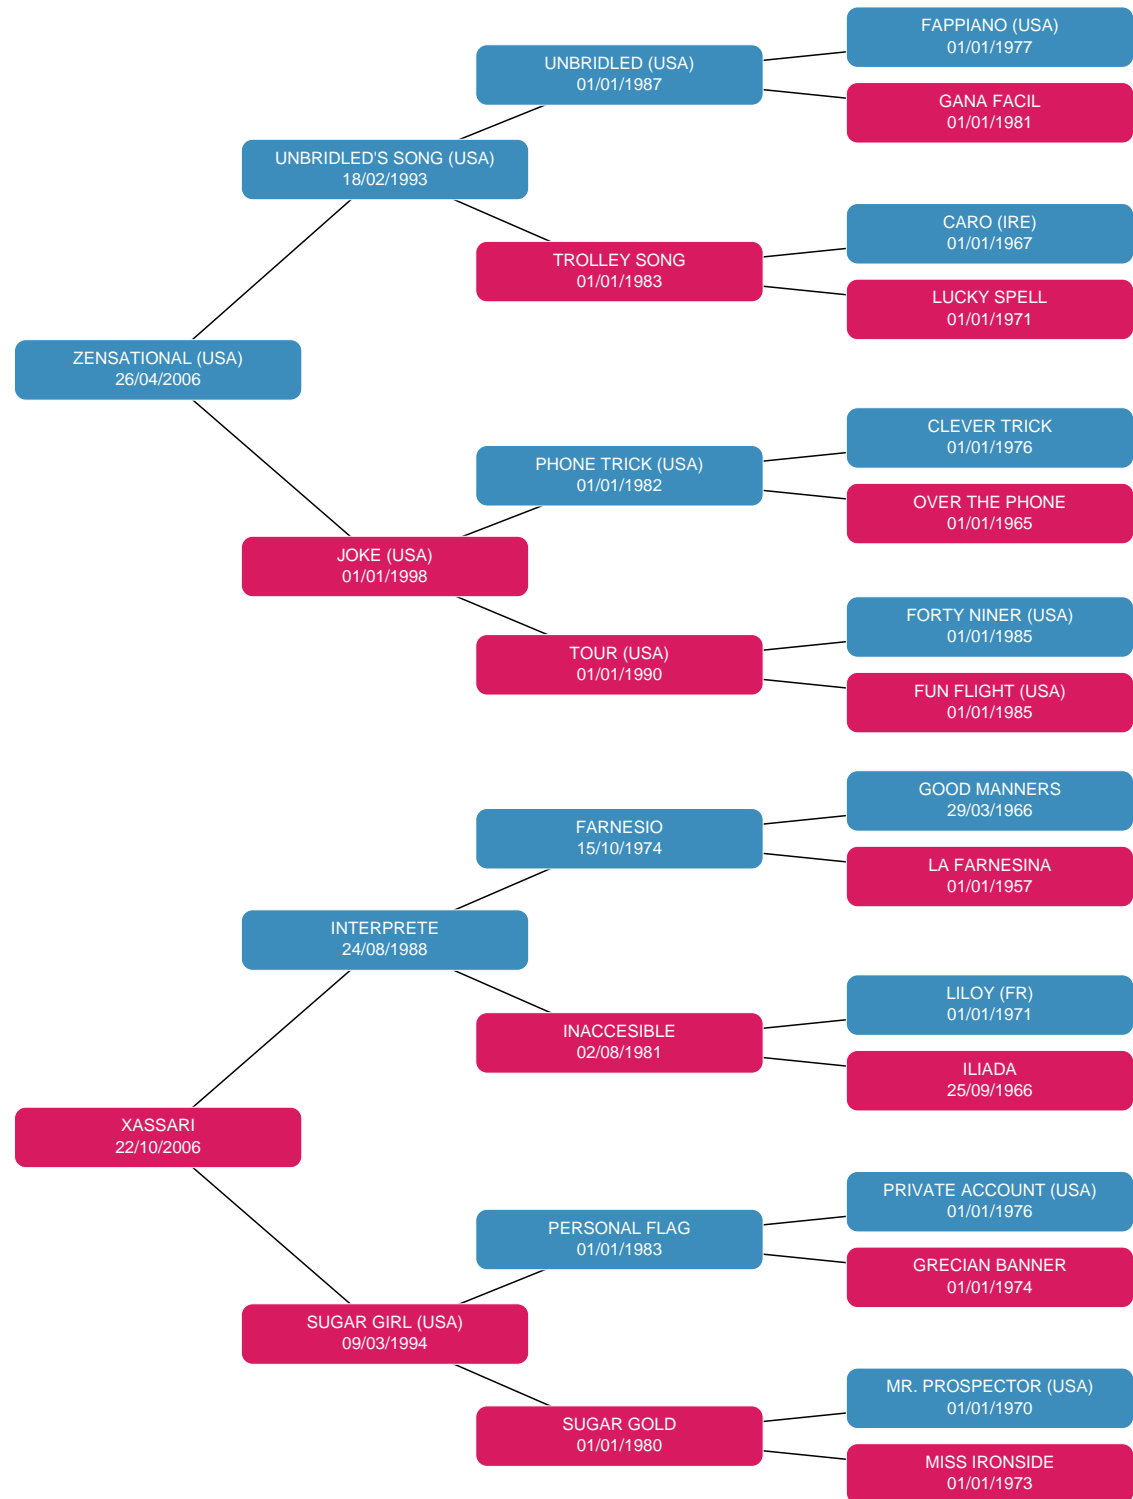 FAPPIANO (USA)
01/01/1977
UNBRIDLED (USA)
01/01/1987
GANA FACIL
01/01/1981
UNBRIDLED'S SONG (USA)
18/02/1993
CARO (IRE)
01/01/1967
TROLLEY SONG
01/01/1983
LUCKY SPELL
01/01/1971
ZENSATIONAL (USA)
26/04/2006
CLEVER TRICK
01/01/1976
PHONE TRICK (USA)
01/01/1982
OVER THE PHONE
01/01/1965
JOKE (USA)
01/01/1998
FORTY NINER (USA)
01/01/1985
TOUR (USA)
01/01/1990
FUN FLIGHT (USA)
01/01/1985
GOOD MANNERS
29/03/1966
FARNESIO
15/10/1974
LA FARNESINA
01/01/1957
INTERPRETE
24/08/1988
LILOY (FR)
01/01/1971
INACCESIBLE
02/08/1981
ILIADA
25/09/1966
XASSARI
22/10/2006
PRIVATE ACCOUNT (USA)
01/01/1976
PERSONAL FLAG
01/01/1983
GRECIAN BANNER
01/01/1974
SUGAR GIRL (USA)
09/03/1994
MR. PROSPECTOR (USA)
01/01/1970
SUGAR GOLD
01/01/1980
MISS IRONSIDE
01/01/1973